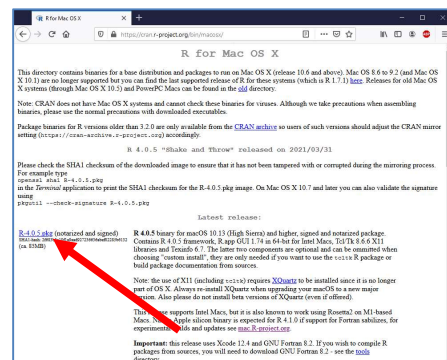 R for Mac OS X
https://cran.r-project.org/bin/macosx/
R for Mac OS X
This directory contains binaries for a base distribution and packages to run on Mac OS X (release 10.6 and above). Mac OS 8.6 to 9.2 (and Mac OS
X 10.1) are no longer supported but you can find the last supported release of R for these systems (which is R 1.7.1) here. Releases for old Mac OS
X systems (through Mac OS X 10.5) and PowerPC Macs can be found in the old directory.
Note: CRAN does not have Mac OS X systems and cannot check these binaries for viruses. Although we take precautions when assembling
binaries, please use the normal precautions with downloaded executables.
Package binaries for R versions older than 3.2.0 are only available from the CRAN archive so users of such versions should adjust the CRAN mirror
setting (https://cran-archive.r-project.org) accordingly.
R 4.0.5 "Shake and Throw" released on 2021/03/31
Please check the SHA1 checksum of the downloaded image to ensure that it has not been tampered with or corrupted during the mirroring process.
For example type
openssl sha1 R-4.0.5.pkg
in the Terminal application to print the SHA1 checksum for the R-4.0.5.pkg image. On Mac OS X 10.7 and later you can also validate the signature
using
pkgutil --check-signature R-4.0.5.pkg
Latest release:
R-4.0.5.pkg (notarized and signed)
SHA1-hash:
(ca. 85MB)
R 4.0.5 binary for macOS 10.13 (High Sierra) and higher, signed and notarized package.
Contains R 4.0.5 framework, R.app GUI 1.74 in 64-bit for Intel Macs, Tcl/Tk 8.6.6 X11
libraries and Texinfo 6.7. The latter two components are optional and can be ommitted when
choosing "custom install", they are only needed if you want to use the tcltk R package or
build package documentation from sources.
Note: the use of X11 (including tcltk) requires XQuartz to be installed since it is no longer
part of OS X. Always re-install XQuartz when upgrading your macOS to a new major
version. Also please do not install beta versions of XQuartz (even if offered).
This release supports Intel Macs, but it is also known to work using Rosetta2 on M1-based
Macs. Native Apple silicon binary is expected for R 4.1.0 if support for Fortran stabilizes, for
experimental builds and updates see mac.R-project.org.
Important: this release uses Xcode 12.4 and GNU Fortran 8.2. If you wish to compile R
packages from sources, you will need to download GNU Fortran 8.2 - see the tools
directory.